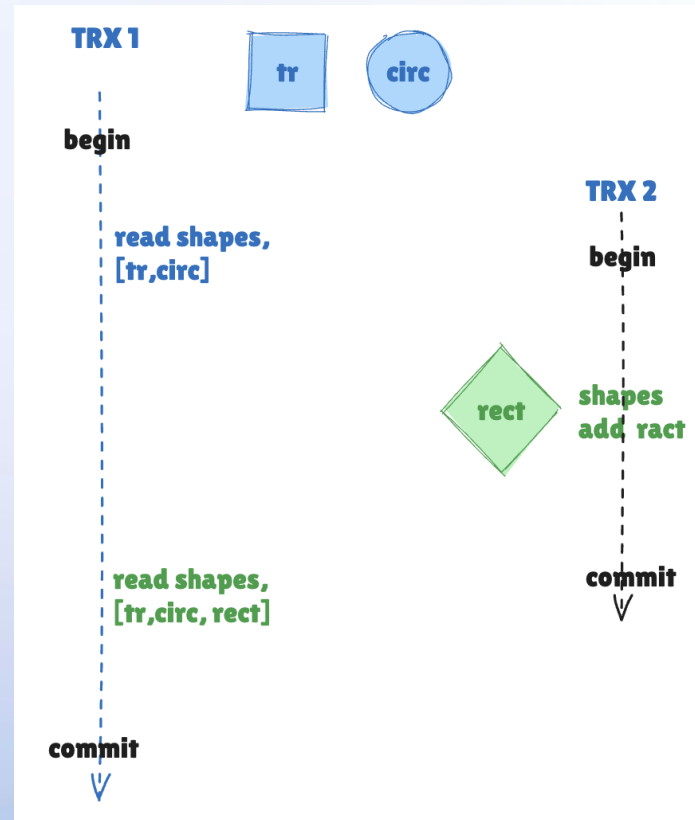 TRX 1
tr
circ
begin
TRX 2
read shapes,
[tr,circ]
begin
rect
shapes
add ract
read shapes,
[tr,circ, rect]
commit
commit